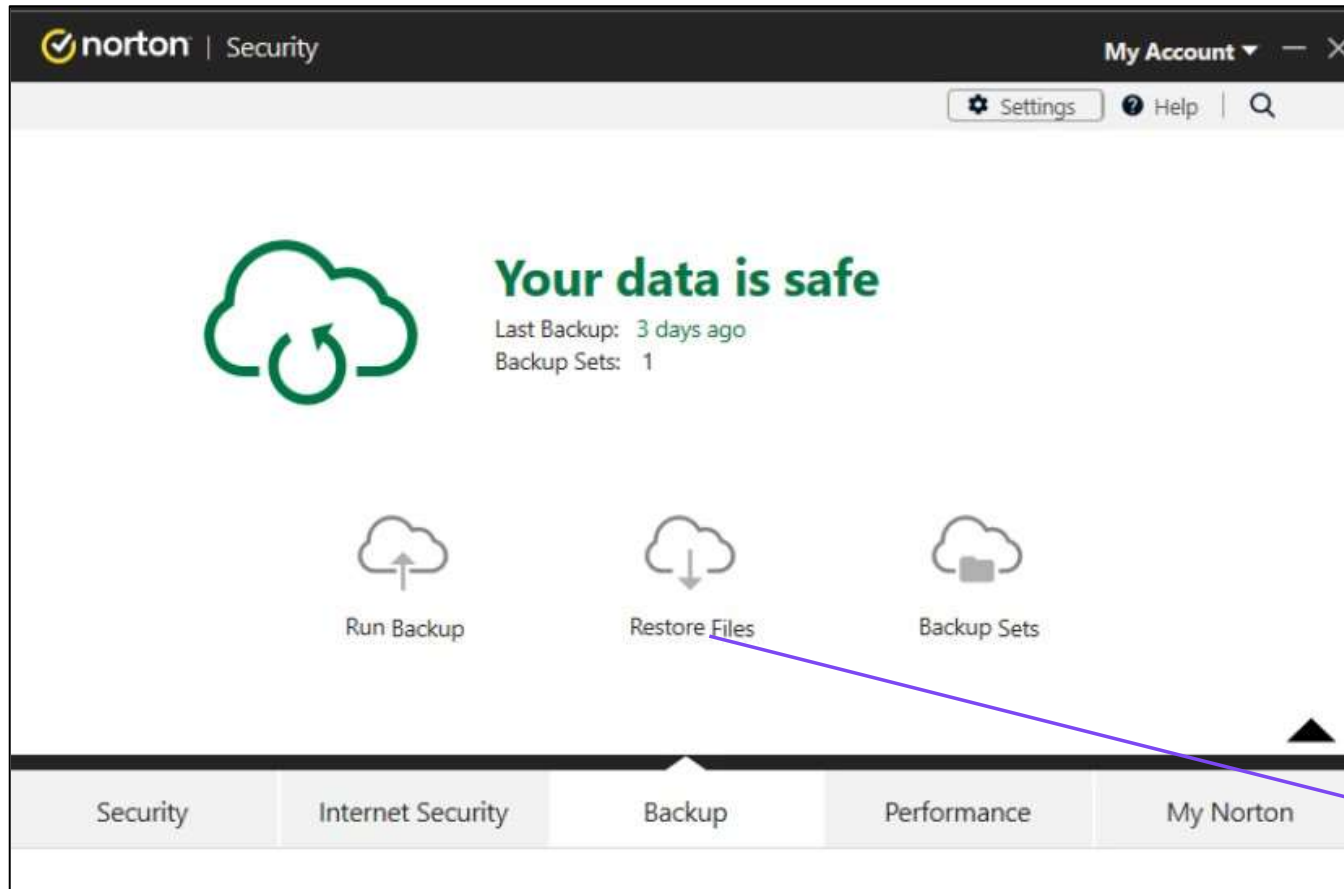 norton | Security
My Account
Settings
Help
Your data is safe
Last Backup: 3 days ago
Backup Sets: 1
Run Backup
Restore Files
Backup Sets
Security
Internet Security
Backup
Performance
My Norton